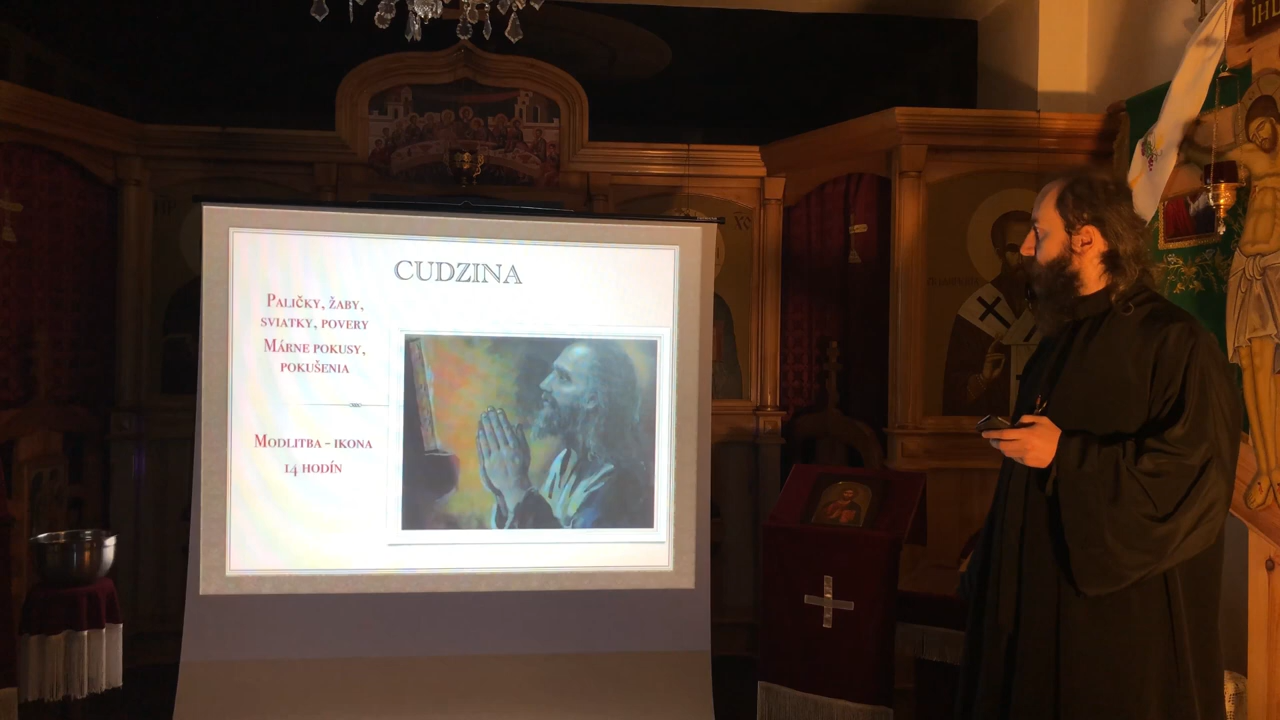 CUDZINA
PALIČKY, ŽABY,
SVIATKY, POVERY
MÁRNE POKUSY,
POKUŠENIA
MODLITBA - IKONA
14 HODÍN